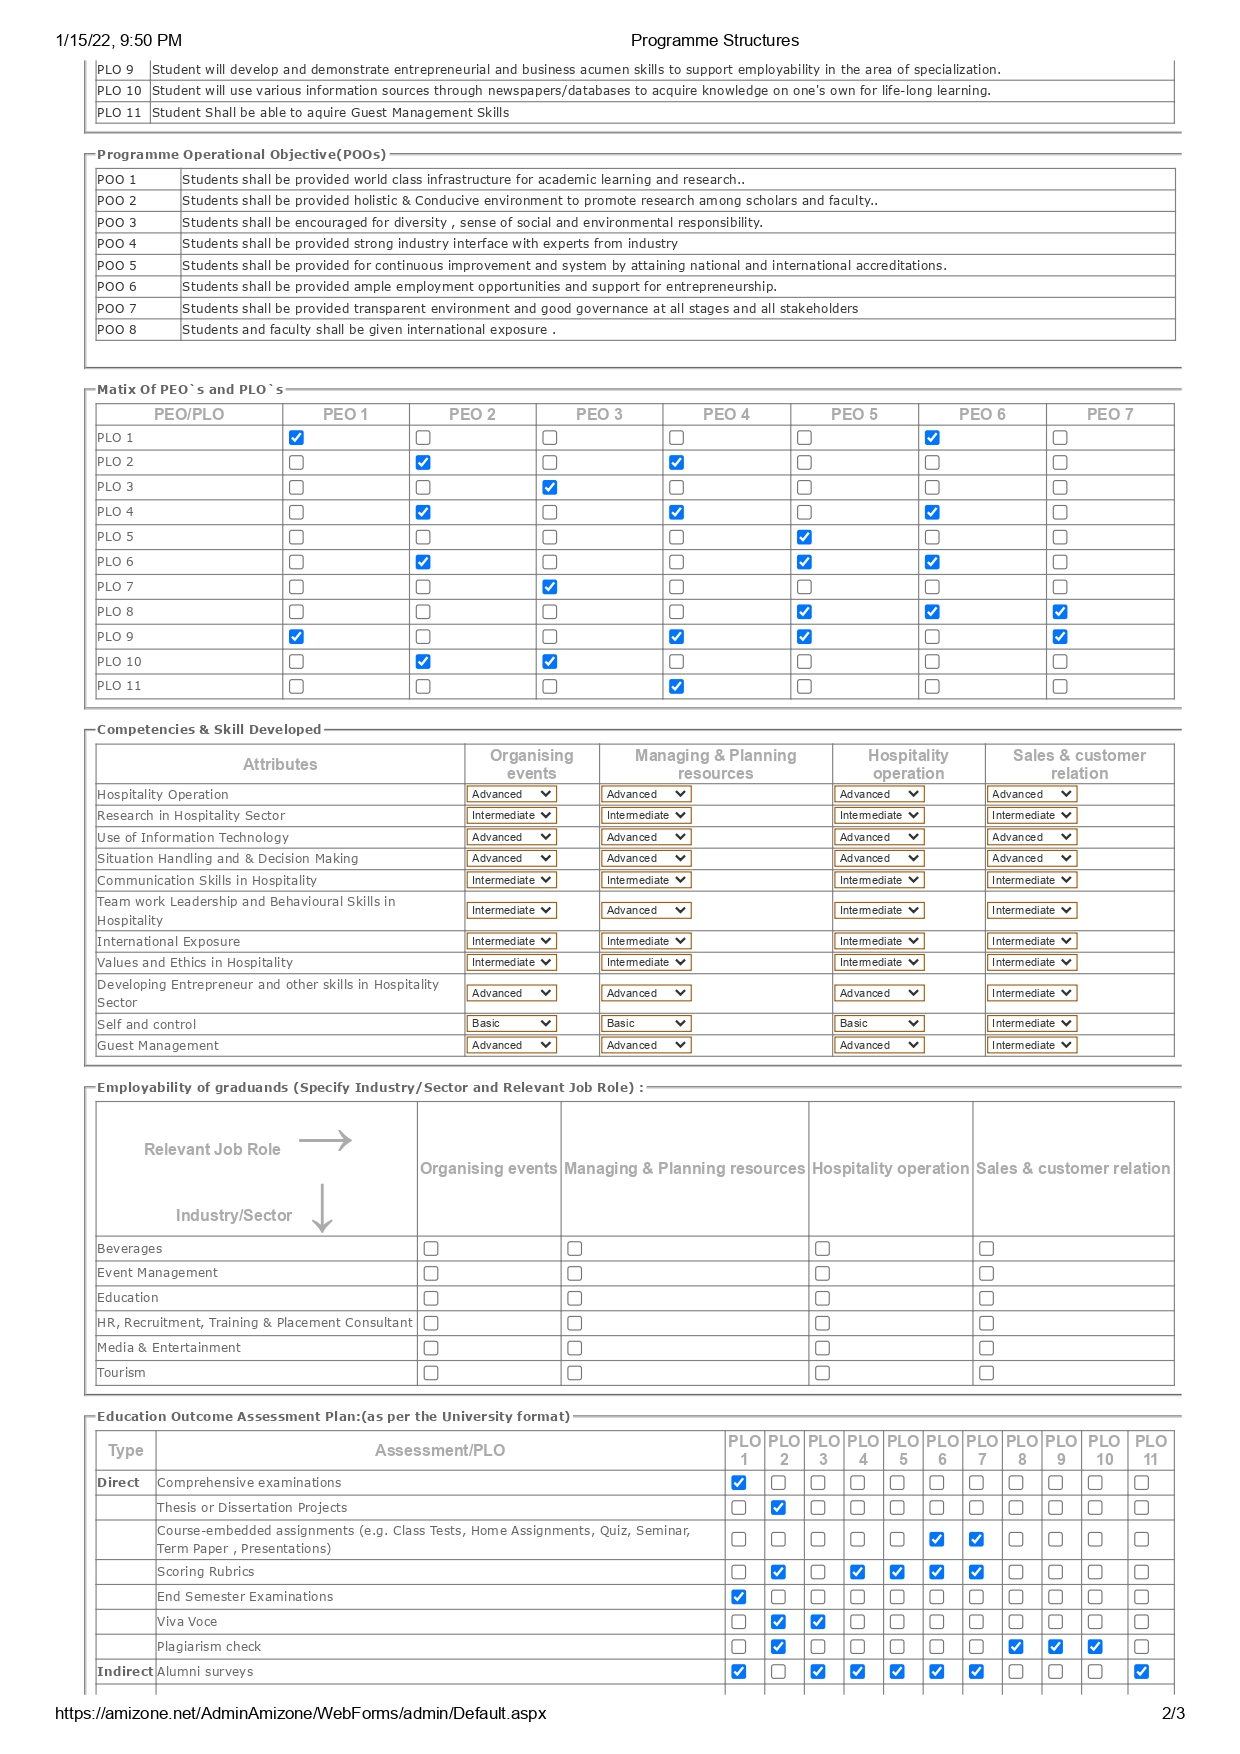 1/15/22, 9:50 PM Programme Structures
PLO 9 Student will develop and demonstrate entrepreneurial and business acumen skills to support employability in the area of specialization.
PLO 10 Student will use various information sources through newspapers/databases to acquire knowledge on one's own for life-long learning.
PLO 11 Student Shall be able to aquire Guest Management Skills
Programme Operational Objective(POOs)
POO 1 Students shall be provided world class infrastructure for academic learning and research..
POO 2 Students shall be provided holistic & Conducive environment to promote research among scholars and faculty..
POO 3 Students shall be encouraged for diversity , sense of social and environmental responsibility.
POO 4 Students shall be provided strong industry interface with experts from industry
POO 5 Students shall be provided for continuous improvement and system by attaining national and international accreditations.
POO 6 Students shall be provided ample employment opportunities and support for entrepreneurship.
POO 7 Students shall be provided transparent environment and good governance at all stages and all stakeholders
POO 8 Students and faculty shall be given international exposure .
Matix Of PEO`s and PLO`s
PEO/PLO PEO 1 PEO 2 PEO 3 PEO 4 PEO 5 PEO 6 PEO 7
PLO 1
PLO 2
PLO 3
PLO 4
PLO 5
PLO 6
PLO 7
PLO 8
PLO 9
PLO 10
PLO 11
Competencies & Skill Developed
Attributes Organising events Managing & Planning resources Hospitality operation Sales & customer relation
Hospitality Operation Advanced Advanced Advanced Advanced
Research in Hospitality Sector Intermediate Intermediate Intermediate Intermediate
Use of Information Technology Advanced Advanced Advanced Advanced
Situation Handling and & Decision Making Advanced Advanced Advanced Advanced
Communication Skills in Hospitality Intermediate Intermediate Intermediate Intermediate
Team work Leadership and Behavioural Skills in
Hospitality Intermediate Advanced Intermediate Intermediate
International Exposure Intermediate Intermediate Intermediate Intermediate
Values and Ethics in Hospitality Intermediate Intermediate Intermediate Intermediate
Developing Entrepreneur and other skills in Hospitality
Sector Advanced Advanced Advanced Intermediate
Self and control Basic Basic Basic Intermediate
Guest Management Advanced Advanced Advanced Intermediate
Employability of graduands (Specify Industry/Sector and Relevant Job Role) :
Relevant Job Role
Organising events Managing & Planning resources Hospitality operation Sales & customer relation
Industry/Sector
Beverages
Event Management
Education
HR, Recruitment, Training & Placement Consultant
Media & Entertainment
Tourism
Education Outcome Assessment Plan:(as per the University format)
Type Assessment/PLO PLO 1 PLO 2 PLO 3 PLO 4 PLO 5 PLO 6 PLO 7 PLO 8 PLO 9 PLO 10 PLO 11
Direct Comprehensive examinations
Thesis or Dissertation Projects
Course-embedded assignments (e.g. Class Tests, Home Assignments, Quiz, Seminar,
Term Paper , Presentations)
Scoring Rubrics
End Semester Examinations
Viva Voce
Plagiarism check
Indirect Alumni surveys
https://amizone.net/AdminAmizone/WebForms/admin/Default.aspx 2/3